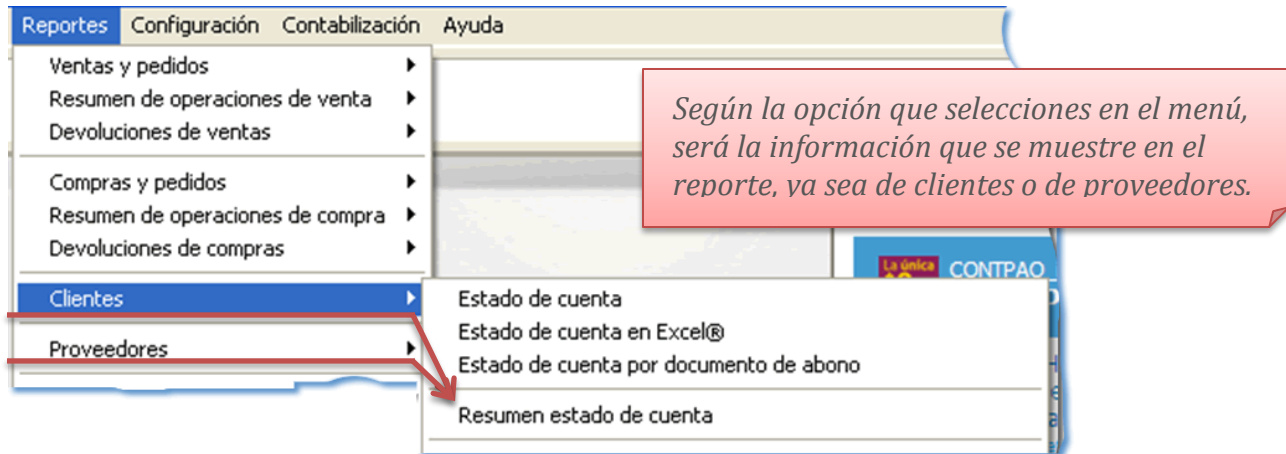 Reportes Configuración Contabilización Ayuda
Ventas y pedidos
Resumen de operaciones de venta
Devoluciones de ventas
Compras y pedidos
Resumen de operaciones de compra
Devoluciones de compras
Clientes
Proveedores
Según la opción que selecciones en el menú,
será la información que se muestre en el
reporte, ya sea de clientes o de proveedores.
La única
CONTPAQ
Estado de cuenta
Estado de cuenta en Excel®
Estado de cuenta por documento de abono
Resumen estado de cuenta